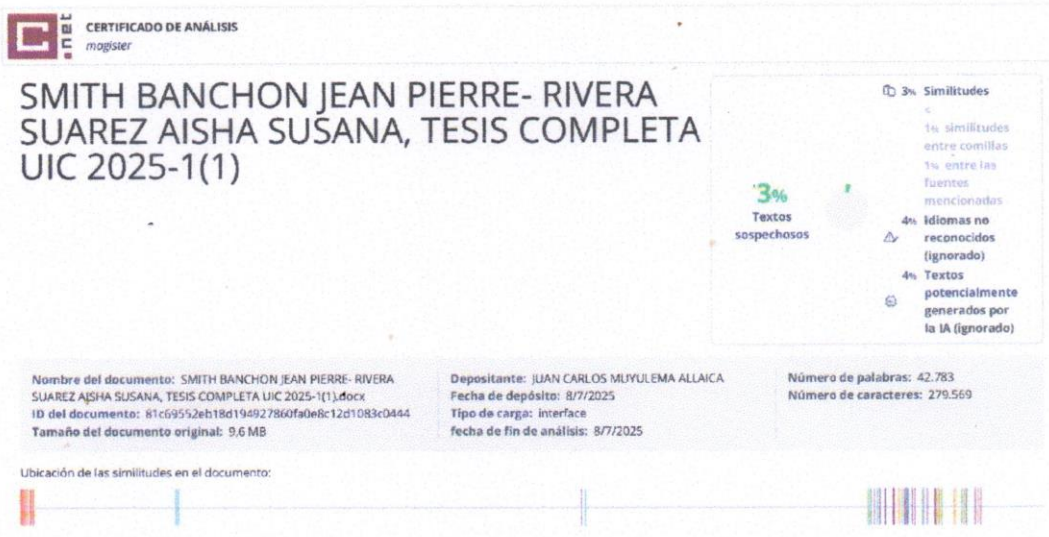 C
.net
CERTIFICADO DE ANÁLISIS
magister
SMITH BANCHON JEAN PIERRE- RIVERA
SUAREZ AISHA SUSANA, TESIS COMPLETA
UIC 2025-1(1)
3%
Textos
sospechosos
3% Similitudes
<
1% similitudes
entre comillas
1% entre las
fuentes
mencionadas
4% Idiomas no
reconocidos
(ignorado)
4% Textos
potencialmente
generados por
la IA (ignorado)
Nombre del documento: SMITH BANCHON JEAN PIERRE- RIVERA
SUAREZ AISHA SUSANA, TESIS COMPLETA UIC 2025-1(1).docx
ID del documento: 81c69552eb18d194927860fa0e8c12d1083c0444
Tamaño del documento original: 9,6 MB
Depositante: JUAN CARLOS MUYULEMA ALLAICA
Fecha de depósito: 8/7/2025
Tipo de carga: interface
fecha de fin de análisis: 8/7/2025
Número de palabras: 42.783
Número de caracteres: 279.569
Ubicación de las similitudes en el documento: